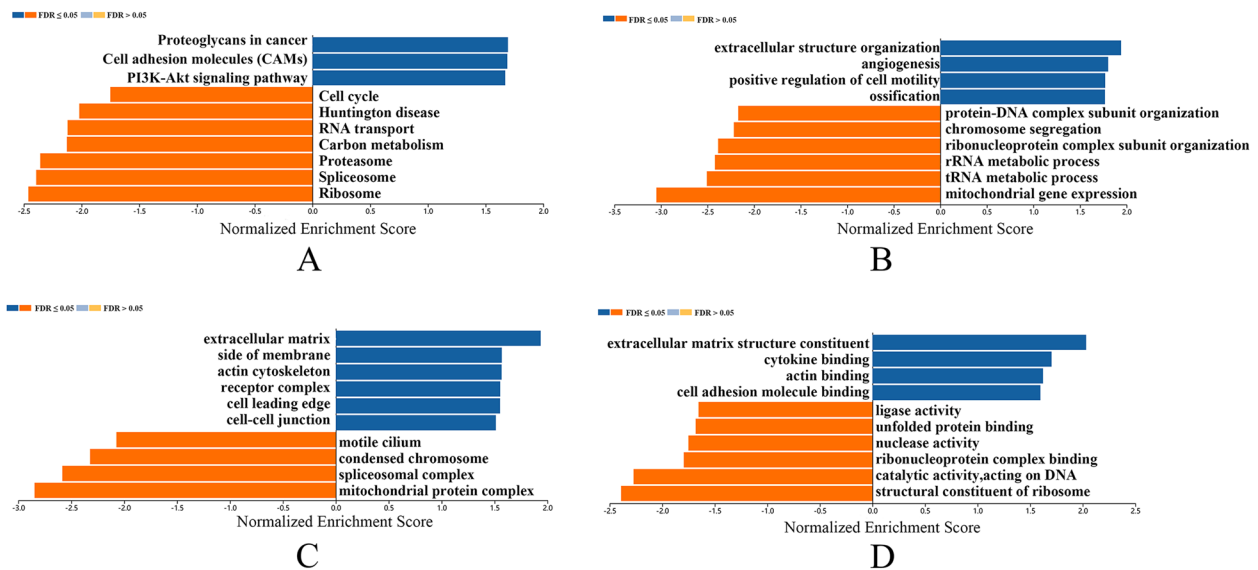 FDR ≤ 0.05 FDR > 0.05
Proteoglycans in cancer
Cell adhesion molecules (CAMs)
PI3K-Akt signaling pathway
Cell cycle
Huntington disease
RNA transport
Carbon metabolism
Proteasome
Spliceosome
Ribosome
-2.5 -2.0 -1.5 -1.0 -0.5 0.0 0.5 1.0 1.5 2.0
Normalized Enrichment Score
A
FDR ≤ 0.05 FDR > 0.05
extracellular structure organization
angiogenesis
positive regulation of cell motility
ossification
protein-DNA complex subunit organization
chromosome segregation
ribonucleoprotein complex subunit organization
rRNA metabolic process
tRNA metabolic process
mitochondrial gene expression
-3.5 -3.0 -2.5 -2.0 -1.5 -1.0 -0.5 0.0 0.5 1.0 1.5 2.0
Normalized Enrichment Score
B
FDR ≤ 0.05 FDR > 0.05
extracellular matrix
side of membrane
actin cytoskeleton
receptor complex
cell leading edge
cell-cell junction
motile cilium
condensed chromosome
spliceosomal complex
mitochondrial protein complex
-3.0 -2.5 -2.0 -1.5 -1.0 -0.5 0.0 0.5 1.0 1.5 2.0
Normalized Enrichment Score
C
FDR ≤ 0.05 FDR > 0.05
extracellular matrix structure constituent
cytokine binding
actin binding
cell adhesion molecule binding
ligase activity
unfolded protein binding
nuclease activity
ribonucleoprotein complex binding
catalytic activity,acting on DNA
structural constituent of ribosome
-2.5 -2.0 -1.5 -1.0 -0.5 0.0 0.5 1.0 1.5 2.0 2.5
Normalized Enrichment Score
D